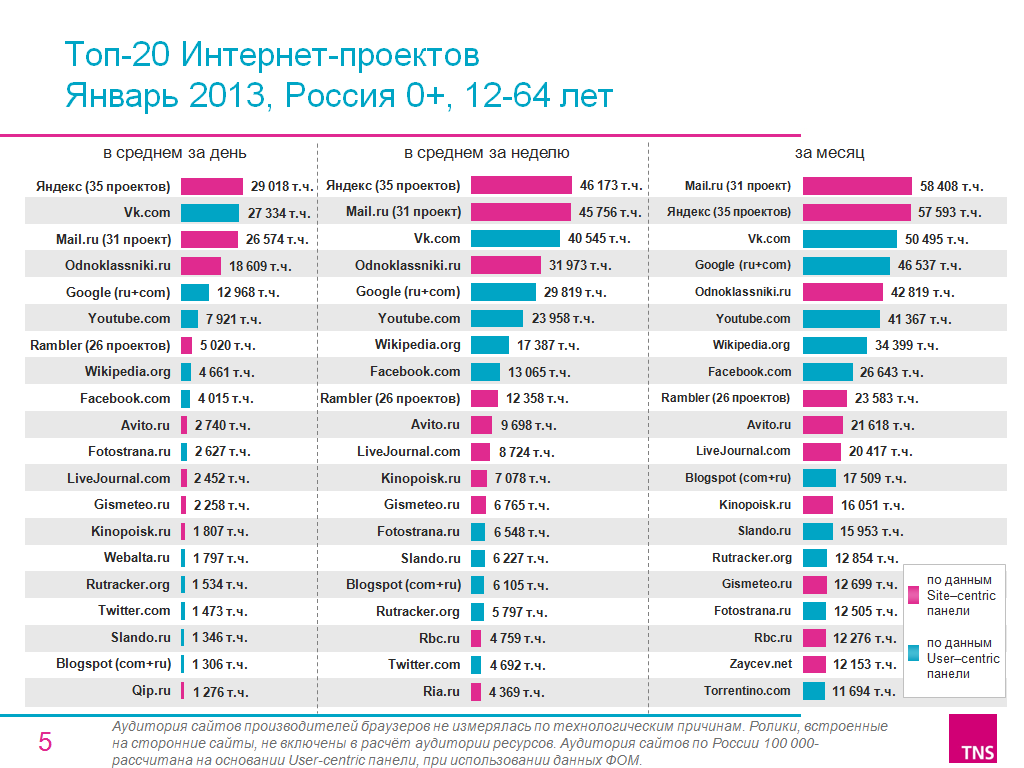 Топ-20 Интернет-проектов
Январь 2013, Россия 0+, 12-64 лет
в среднем за день
Яндекс (35 проектов) 29 018 т.ч.
Vk.com 27 334 т.ч.
Mail.ru (31 проект) 26 574 т.ч.
Odnoklassniki.ru 18 609 т.ч.
Google (ru+com) 12 968 т.ч.
Youtube.com 7 921 т.ч.
Rambler (26 проектов) 5 020 т.ч.
Wikipedia.org 4 661 т.ч.
Facebook.com 4 015 т.ч.
Avito.ru 2 740 т.ч.
Fotostrana.ru 2 627 т.ч.
LiveJournal.com 2 452 т.ч.
Gismeteo.ru 2 258 т.ч.
Kinopoisk.ru 1 807 т.ч.
Webalta.ru 1 797 т.ч.
Rutracker.org 1 534 т.ч.
Twitter.com 1 473 т.ч.
Slando.ru 1 346 т.ч.
Blogspot (com+ru) 1 306 т.ч.
Qip.ru 1 276 т.ч.
в среднем за неделю
Яндекс (35 проектов) 46 173 т.ч.
Mail.ru (31 проект) 45 756 т.ч.
Vk.com 40 545 т.ч.
Odnoklassniki.ru 31 973 т.ч.
Google (ru+com) 29 819 т.ч.
Youtube.com 23 958 т.ч.
Wikipedia.org 17 387 т.ч.
Facebook.com 13 065 т.ч.
Rambler (26 проектов) 12 358 т.ч.
Avito.ru 9 698 т.ч.
LiveJournal.com 8 724 т.ч.
Kinopoisk.ru 7 078 т.ч.
Gismeteo.ru 6 765 т.ч.
Fotostrana.ru 6 548 т.ч.
Slando.ru 6 227 т.ч.
Blogspot (com+ru) 6 105 т.ч.
Rutracker.org 5 797 т.ч.
Rbc.ru 4 759 т.ч.
Twitter.com 4 692 т.ч.
Ria.ru 4 369 т.ч.
за месяц
Mail.ru (31 проект) 58 408 т.ч.
Яндекс (35 проектов) 57 593 т.ч.
Vk.com 50 495 т.ч.
Google (ru+com) 46 537 т.ч.
Odnoklassniki.ru 42 819 т.ч.
Youtube.com 41 367 т.ч.
Wikipedia.org 34 399 т.ч.
Facebook.com 26 643 т.ч.
Rambler (26 проектов) 23 583 т.ч.
Avito.ru 21 618 т.ч.
LiveJournal.com 20 417 т.ч.
Blogspot (com+ru) 17 509 т.ч.
Kinopoisk.ru 16 051 т.ч.
Slando.ru 15 953 т.ч.
Rutracker.org 12 854 т.ч.
Gismeteo.ru 12 699 т.ч.
Fotostrana.ru 12 505 т.ч.
Rbc.ru 12 276 т.ч.
Zaycev.net 12 153 т.ч.
Torrentino.com 11 694 т.ч.
по данным
Site–centric
панели
по данным
User–centric
панели
5
Аудитория сайтов производителей браузеров не измерялась по технологическим причинам. Ролики, встроенные
на сторонние сайты, не включены в расчёт аудитории ресурсов. Аудитория сайтов по России 100 000-
рассчитана на основании User-centric панели, при использовании данных ФОМ.
TNS